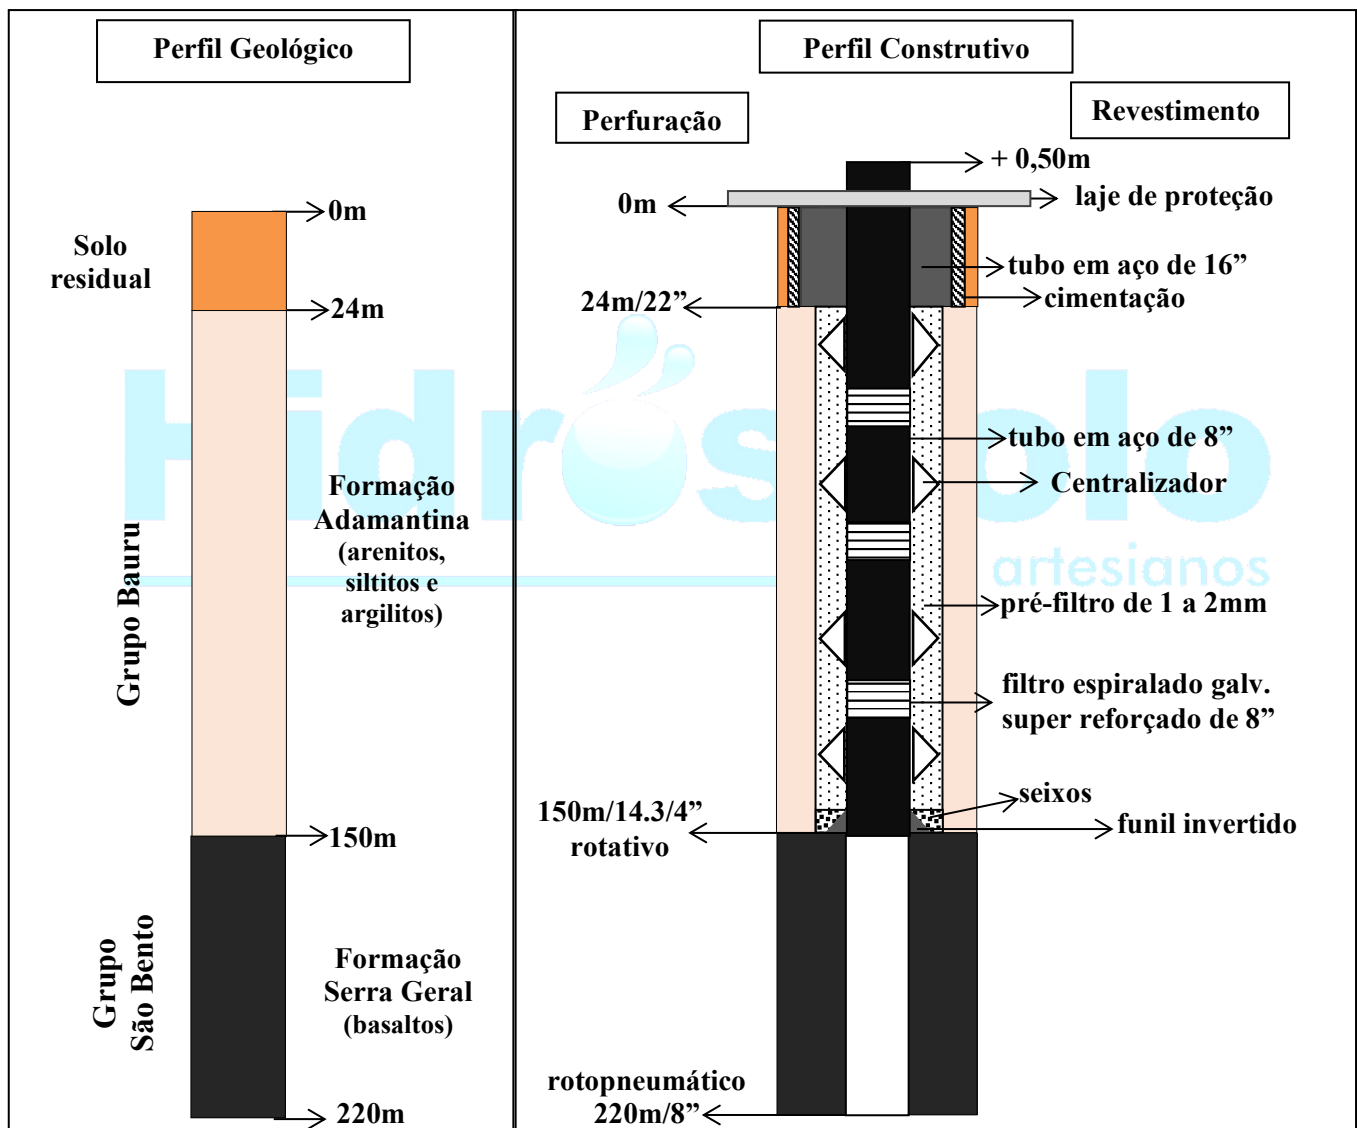 Perfil Geológico
0m
Solo
residual
24m
Formação
Adamantina
(arenitos,
siltitos e
argilitos)
Grupo Bauru
150m
Grupo
São Bento
Formação
Serra Geral
(basaltos)
220m
Perfil Construtivo
Perfuração
Revestimento
+ 0,50m
laje de proteção
0m
tubo em aço de 16”
cimentação
24m/22”
tubo em aço de 8”
Centralizador
pré-filtro de 1 a 2mm
filtro espiralado galv.
super reforçado de 8”
seixos
150m/14.3/4”
rotativo
funil invertido
rotopneumático
220m/8”
artesianos